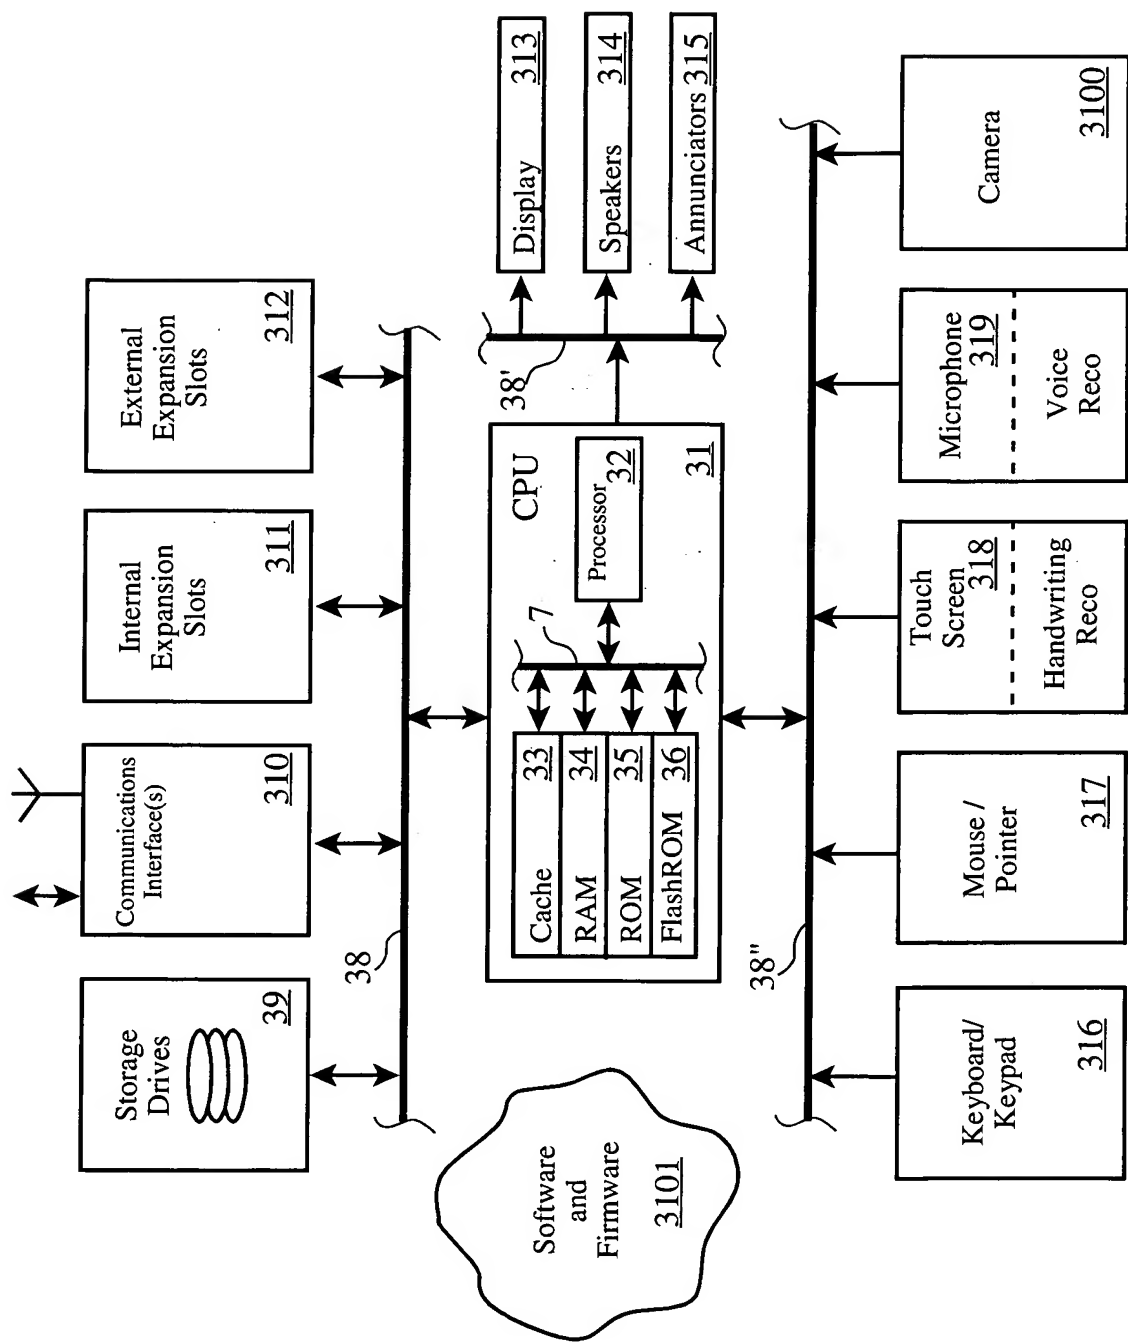 Storage
Drives
39
Communications
Interface(s)
310
Internal
Expansion
Slots
311
External
Expansion
Slots
312
38
Software
and
Firmware
3101
CPU
31
Cache 33
RAM 34
ROM 35
FlashROM 36
7
Processor
32
38'
Display 313
Speakers 314
Annunciators 315
38"
Keyboard/
Keypad
316
Mouse /
Pointer
317
Touch
Screen
318
Handwriting
Reco
Microphone
319
Voice
Reco
Camera
3100